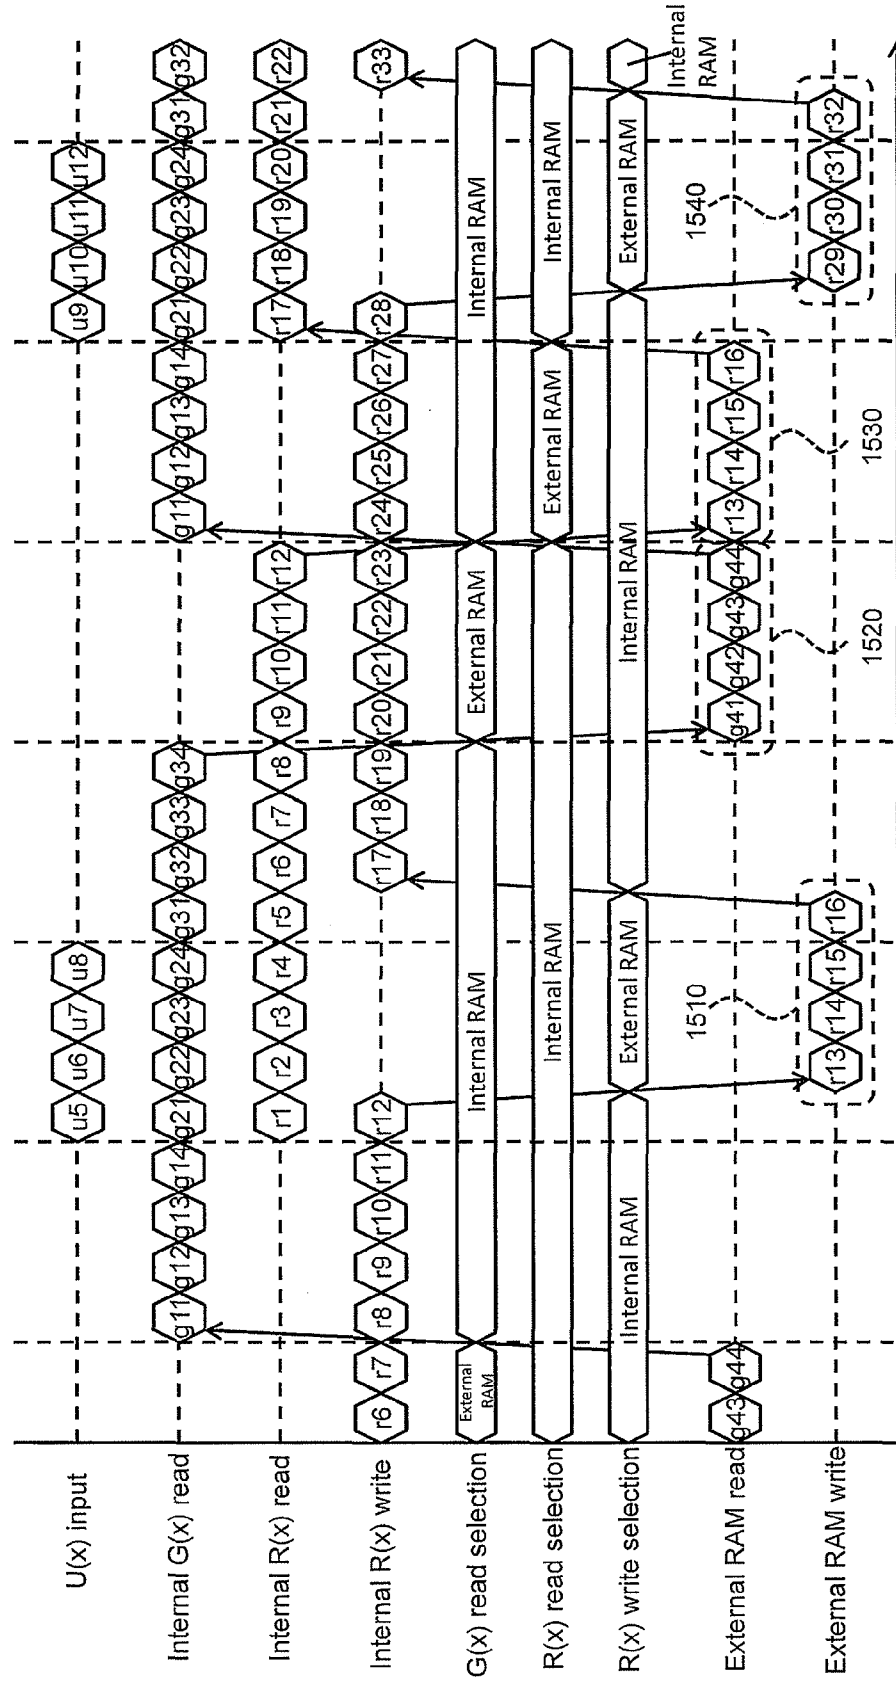 U(x) input
u5 u6 u7 u8 u9 u10 u11 u12
Internal G(x) read
g11 g12 g13 g14 g21 g22 g23 g24 g31 g32 g33 g34 g11 g12 g13 g14 g21 g22 g23 g24 g31 g32
Internal R(x) read
r1 r2 r3 r4 r5 r6 r7 r8 r9 r10 r11 r12 r17 r18 r19 r20 r21 r22
Internal R(x) write
r6 r7 r8 r9 r10 r11 r12 r17 r18 r19 r20 r21 r22 r23 r24 r25 r26 r27 r28 r33
G(x) read selection
External
RAM
Internal RAM
External RAM
Internal RAM
R(x) read selection
Internal RAM
External RAM
Internal RAM
R(x) write selection
Internal RAM
External RAM
Internal RAM
External RAM
Internal
RAM
1510
1540
External RAM read
g43 g44 g41 g42 g43 g44 r13 r14 r15 r16
External RAM write
r13 r14 r15 r16 r29 r30 r31 r32
1520
1530